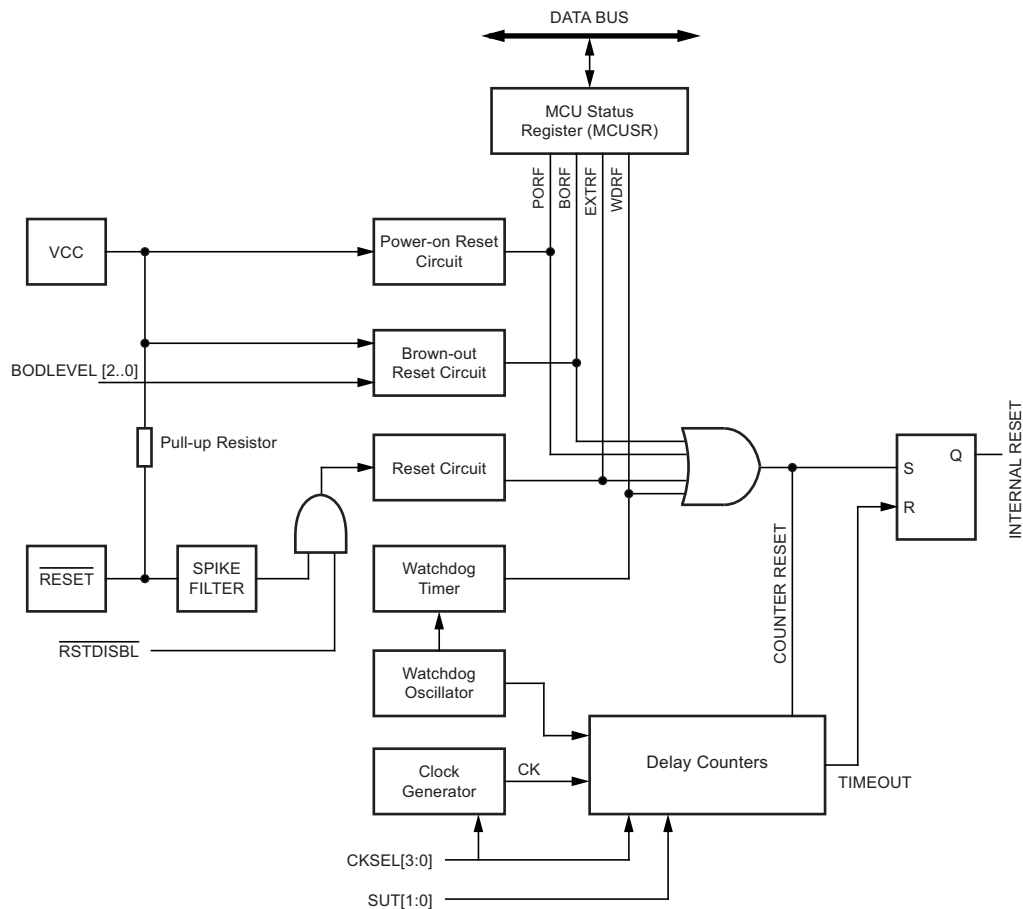 DATA BUS
MCU Status
Register (MCUSR)
PORF
BORF
EXTRF
WDRF
VCC
Power-on Reset
Circuit
Brown-out
Reset Circuit
BODLEVEL [2..0]
Pull-up Resistor
Reset Circuit
S
Q
R
INTERNAL RESET
RESET
SPIKE
FILTER
Watchdog
Timer
COUNTER RESET
RSTDISBL
Watchdog
Oscillator
Clock
Generator
CK
Delay Counters
TIMEOUT
CKSEL[3:0]
SUT[1:0]